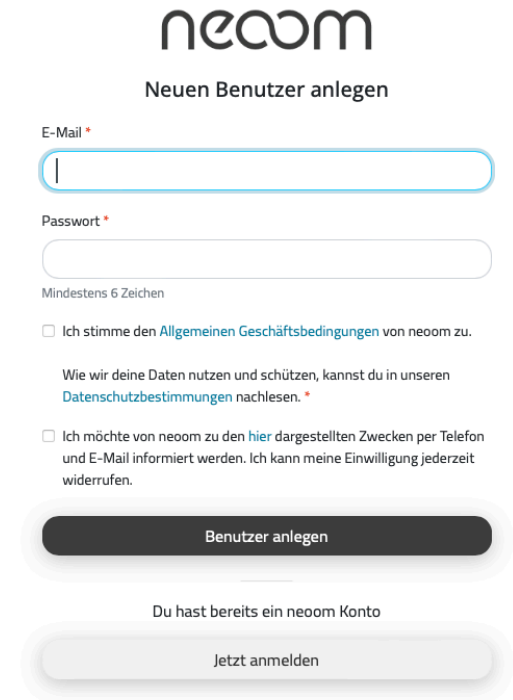 neoom
Neuen Benutzer anlegen
E-Mail *
Passwort *
Mindestens 6 Zeichen
Ich stimme den Allgemeinen Geschäftsbedingungen von neoom zu.
Wie wir deine Daten nutzen und schützen, kannst du in unseren
Datenschutzbestimmungen nachlesen. *
Ich möchte von neoom zu den hier dargestellten Zwecken per Telefon
und E-Mail informiert werden. Ich kann meine Einwilligung jederzeit
widerrufen.
Benutzer anlegen
Du hast bereits ein neoom Konto
Jetzt anmelden